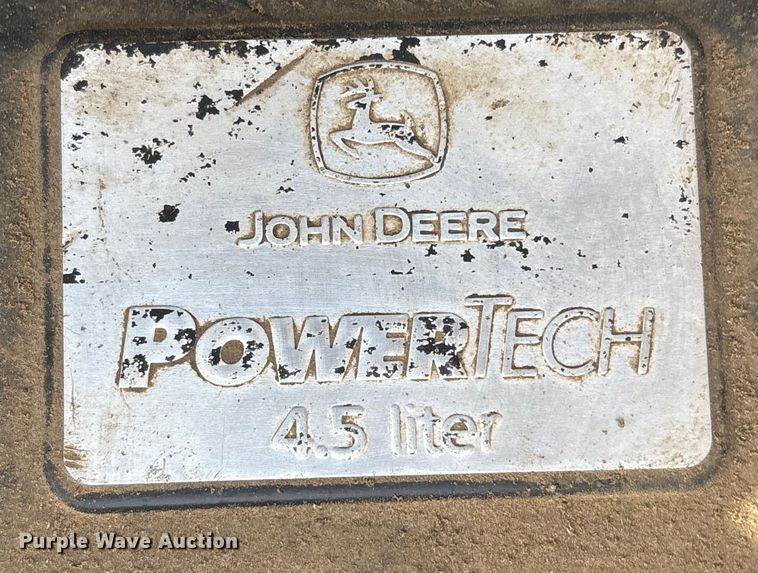 JOHN DEERE
POWERTECH
4.5 liter
Purple Wave Auction